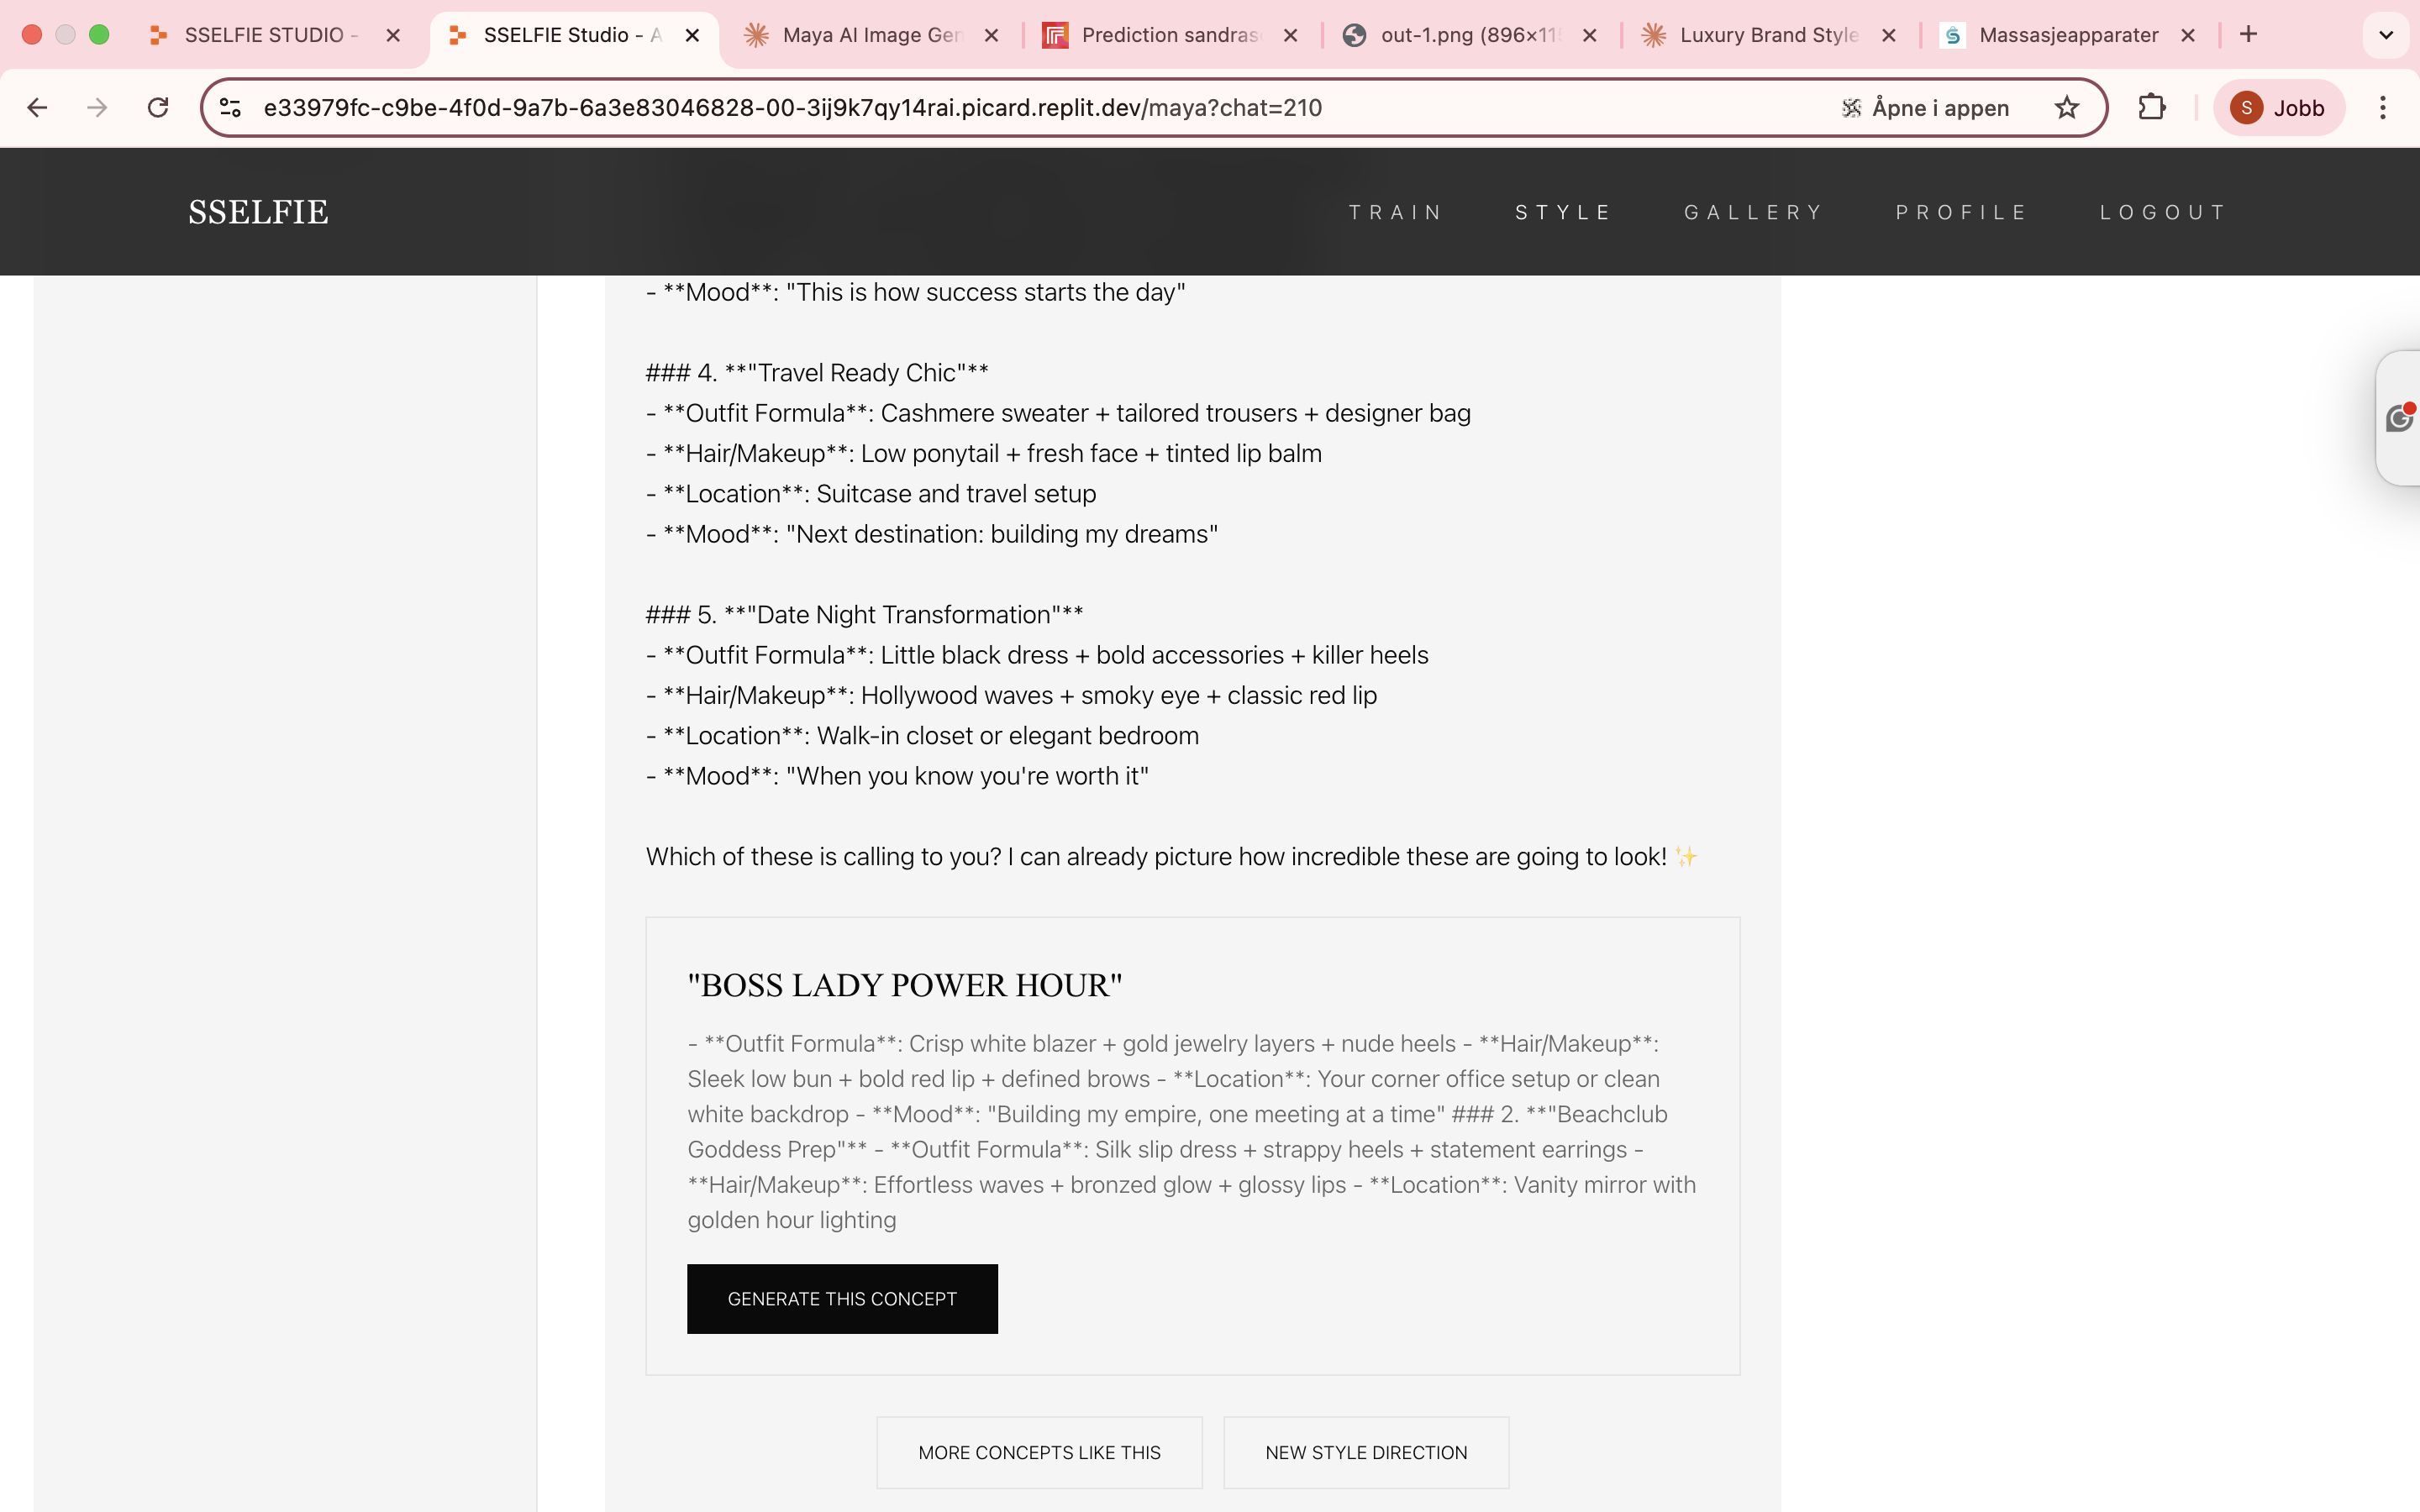 SSELFIE STUDIO -
SSELFIE Studio - A
Maya AI Image Gen
Prediction sandras
out-1.png (896×11
Luxury Brand Style
Massasjeapparater
e33979fc-c9be-4f0d-9a7b-6a3e83046828-00-3ij9k7qy14rai.picard.replit.dev/maya?chat=210
Åpne i appen
S
Jobb
SSELFIE
TRAIN
STYLE
GALLERY
PROFILE
LOGOUT
- **Mood**: "This is how success starts the day"
### 4. **"Travel Ready Chic"**
- **Outfit Formula**: Cashmere sweater + tailored trousers + designer bag
- **Hair/Makeup**: Low ponytail + fresh face + tinted lip balm
- **Location**: Suitcase and travel setup
- **Mood**: "Next destination: building my dreams"
### 5. **"Date Night Transformation"**
- **Outfit Formula**: Little black dress + bold accessories + killer heels
- **Hair/Makeup**: Hollywood waves + smoky eye + classic red lip
- **Location**: Walk-in closet or elegant bedroom
- **Mood**: "When you know you're worth it"
Which of these is calling to you? I can already picture how incredible these are going to look! ✨
"BOSS LADY POWER HOUR"
- **Outfit Formula**: Crisp white blazer + gold jewelry layers + nude heels - **Hair/Makeup**:
Sleek low bun + bold red lip + defined brows - **Location**: Your corner office setup or clean
white backdrop - **Mood**: "Building my empire, one meeting at a time" ### 2. **"Beachclub
Goddess Prep"** - **Outfit Formula**: Silk slip dress + strappy heels + statement earrings -
**Hair/Makeup**: Effortless waves + bronzed glow + glossy lips - **Location**: Vanity mirror with
golden hour lighting
GENERATE THIS CONCEPT
MORE CONCEPTS LIKE THIS
NEW STYLE DIRECTION